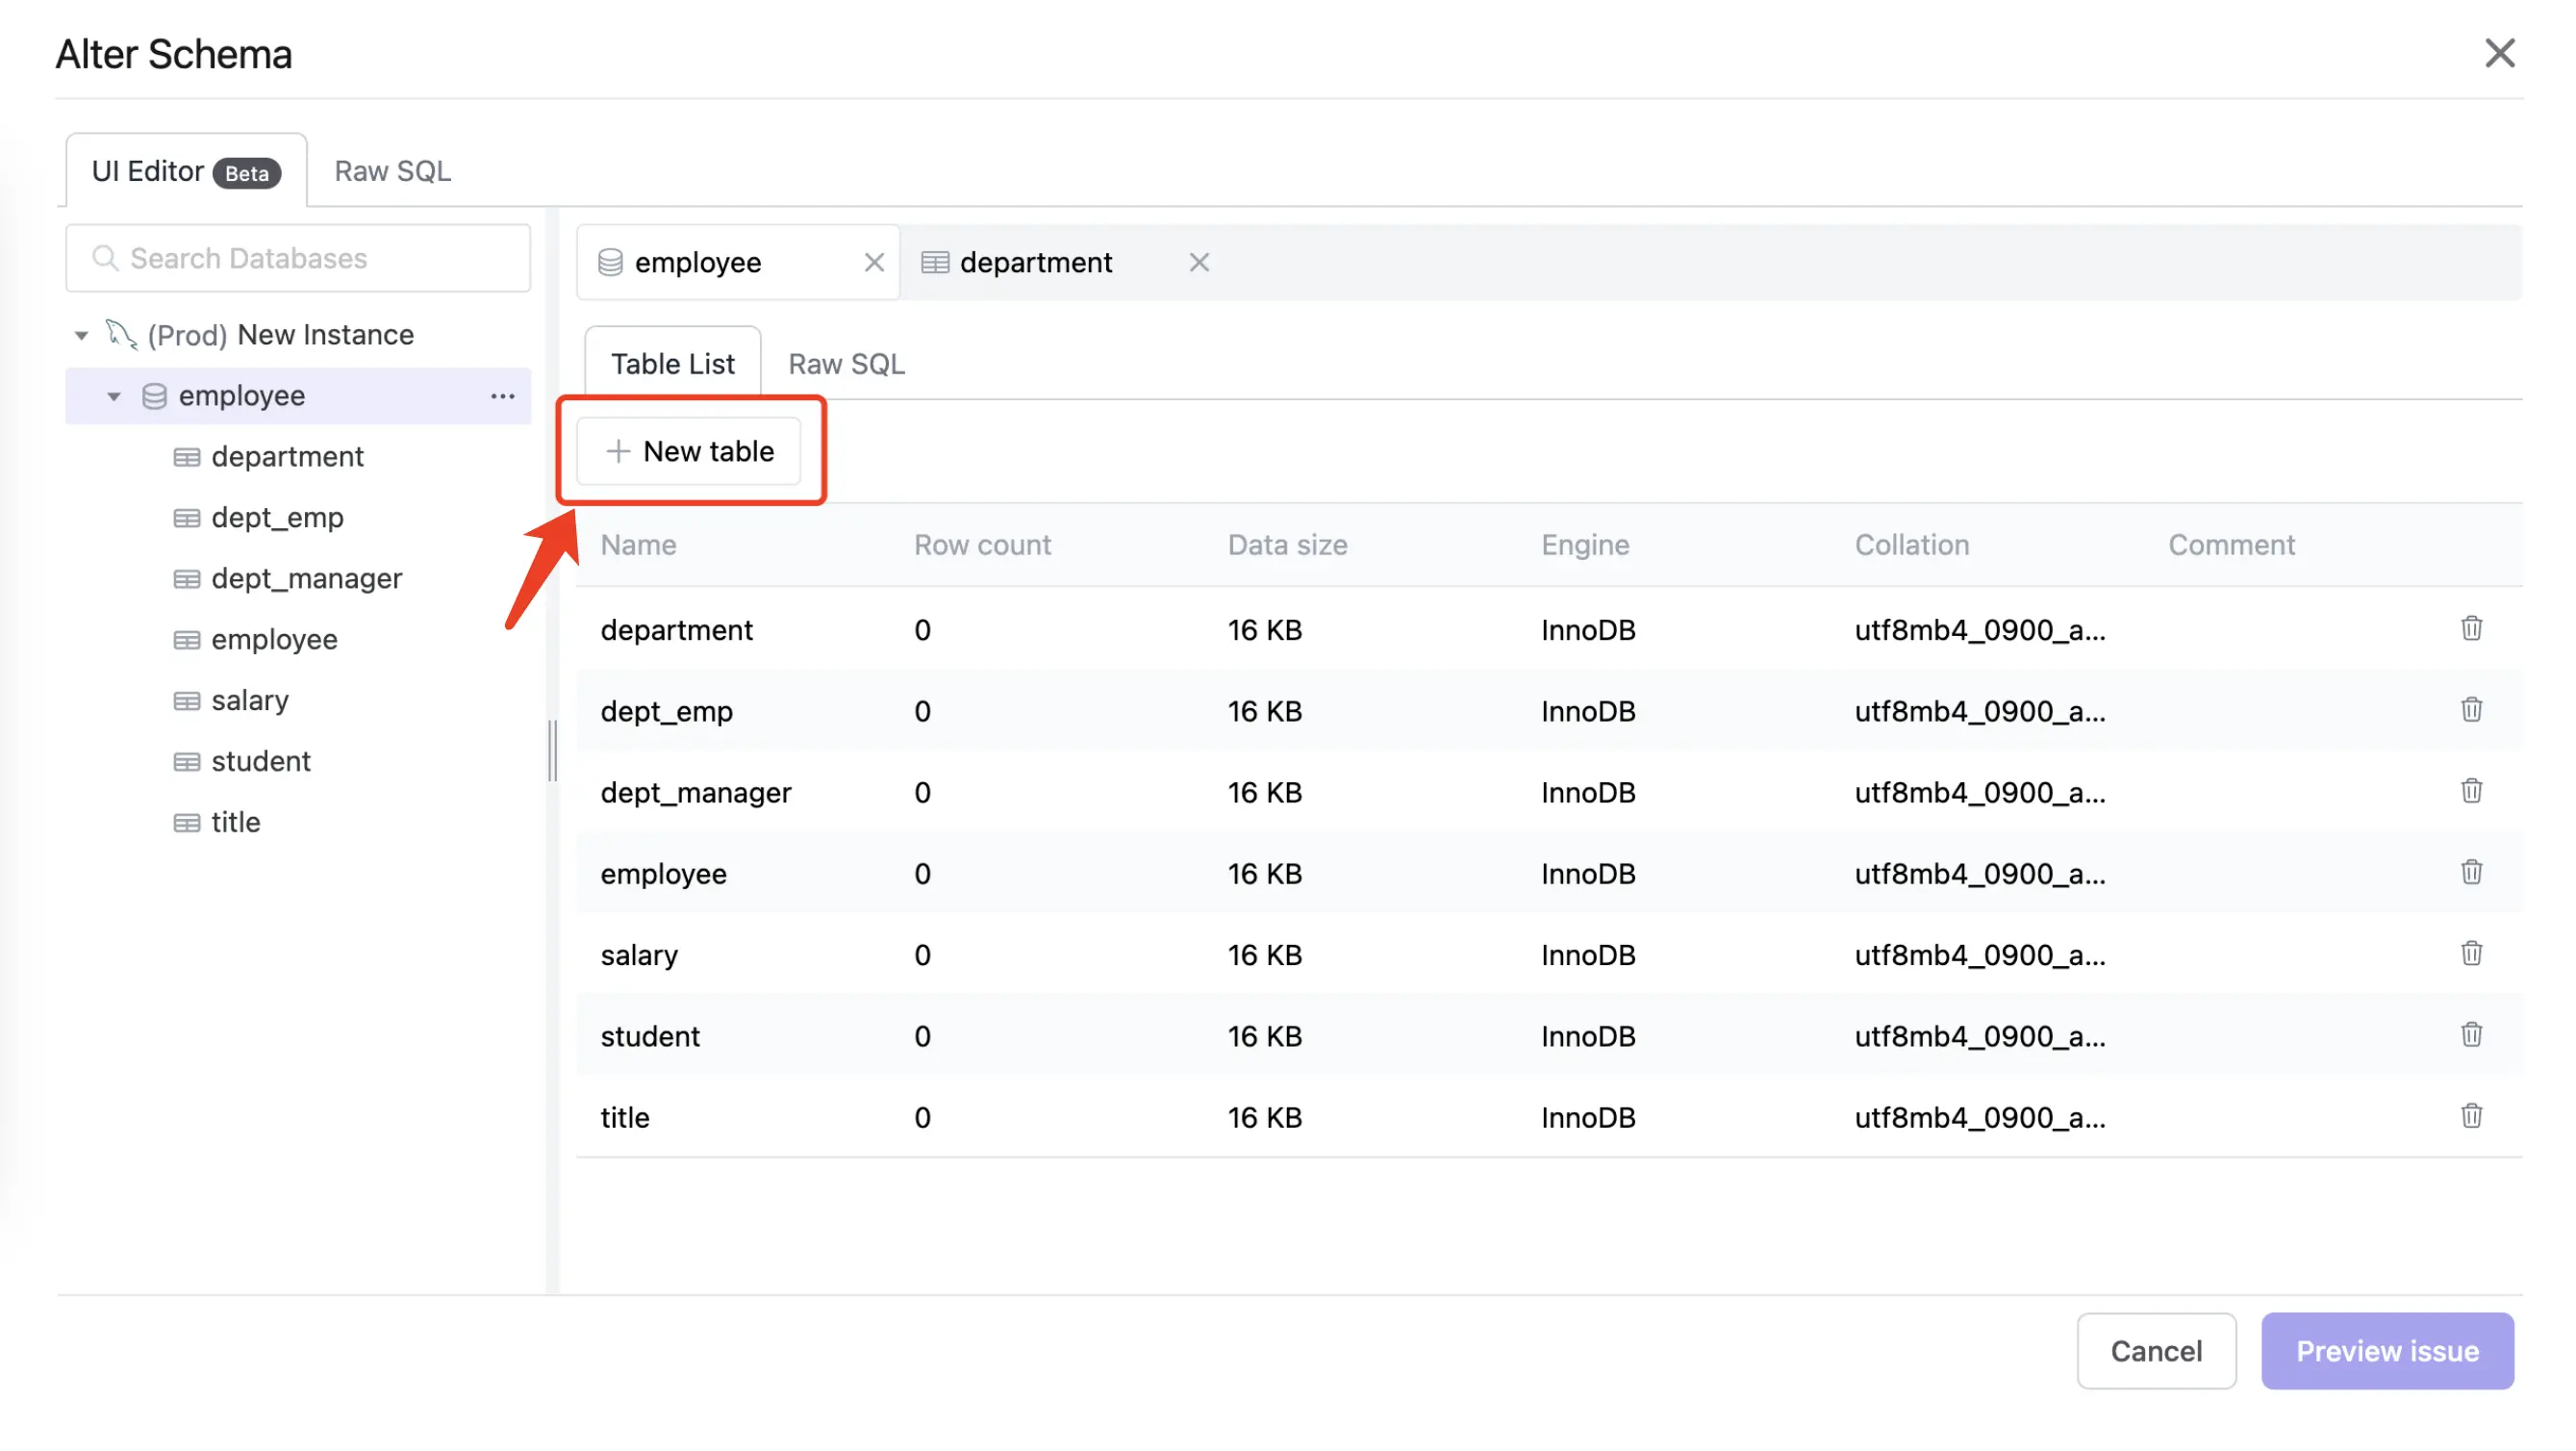 Alter Schema
UI Editor Beta Raw SQL
Search Databases
(Prod) New Instance
employee
department
dept_emp
dept_manager
employee
salary
student
title
employee department
Table List Raw SQL
New table
Name Row count Data size Engine Collation Comment
department 0 16 KB InnoDB utf8mb4_0900_a...
dept_emp 0 16 KB InnoDB utf8mb4_0900_a...
dept_manager 0 16 KB InnoDB utf8mb4_0900_a...
employee 0 16 KB InnoDB utf8mb4_0900_a...
salary 0 16 KB InnoDB utf8mb4_0900_a...
student 0 16 KB InnoDB utf8mb4_0900_a...
title 0 16 KB InnoDB utf8mb4_0900_a...
Cancel Preview issue